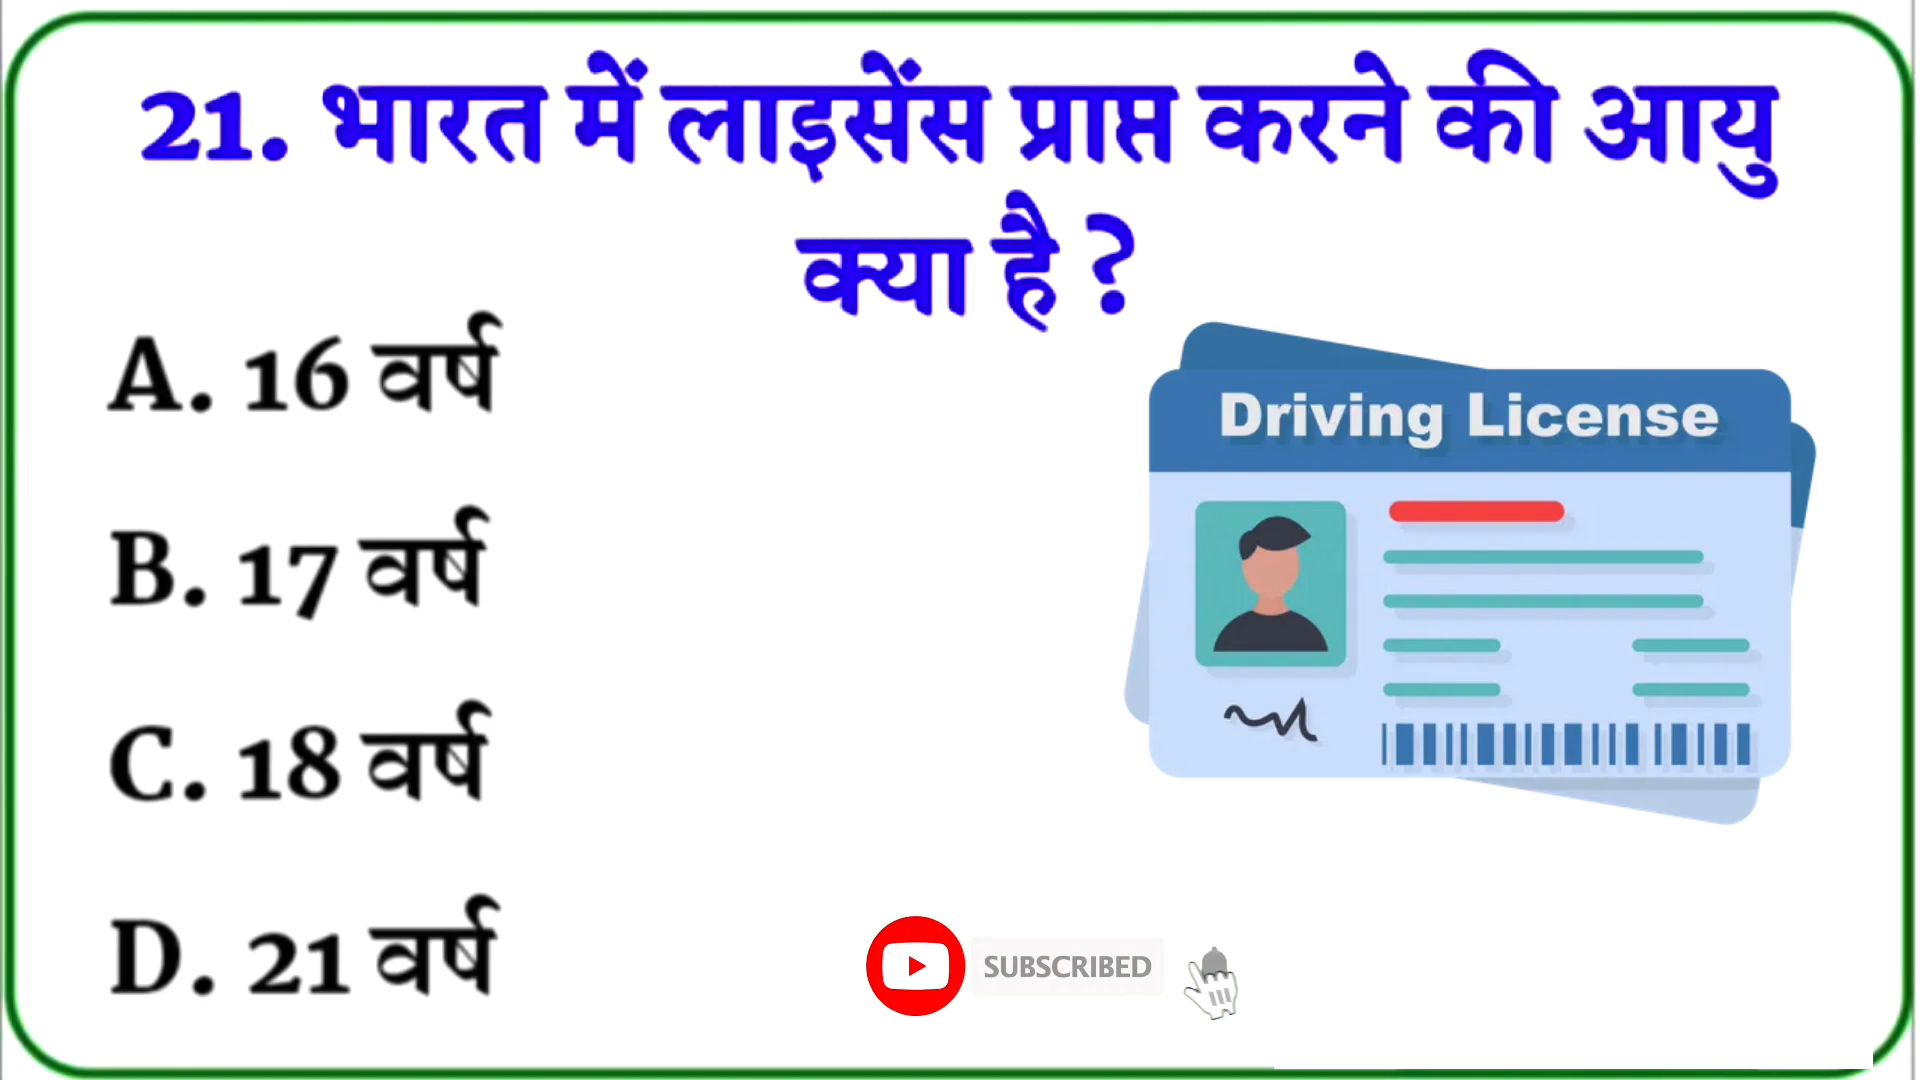 21. भारत में लाइसेंस प्राप्त करने की आयु
क्या है ?
A. 16 वर्ष
B. 17 वर्ष
C. 18 वर्ष
D. 21 वर्ष
Driving License
SUBSCRIBED